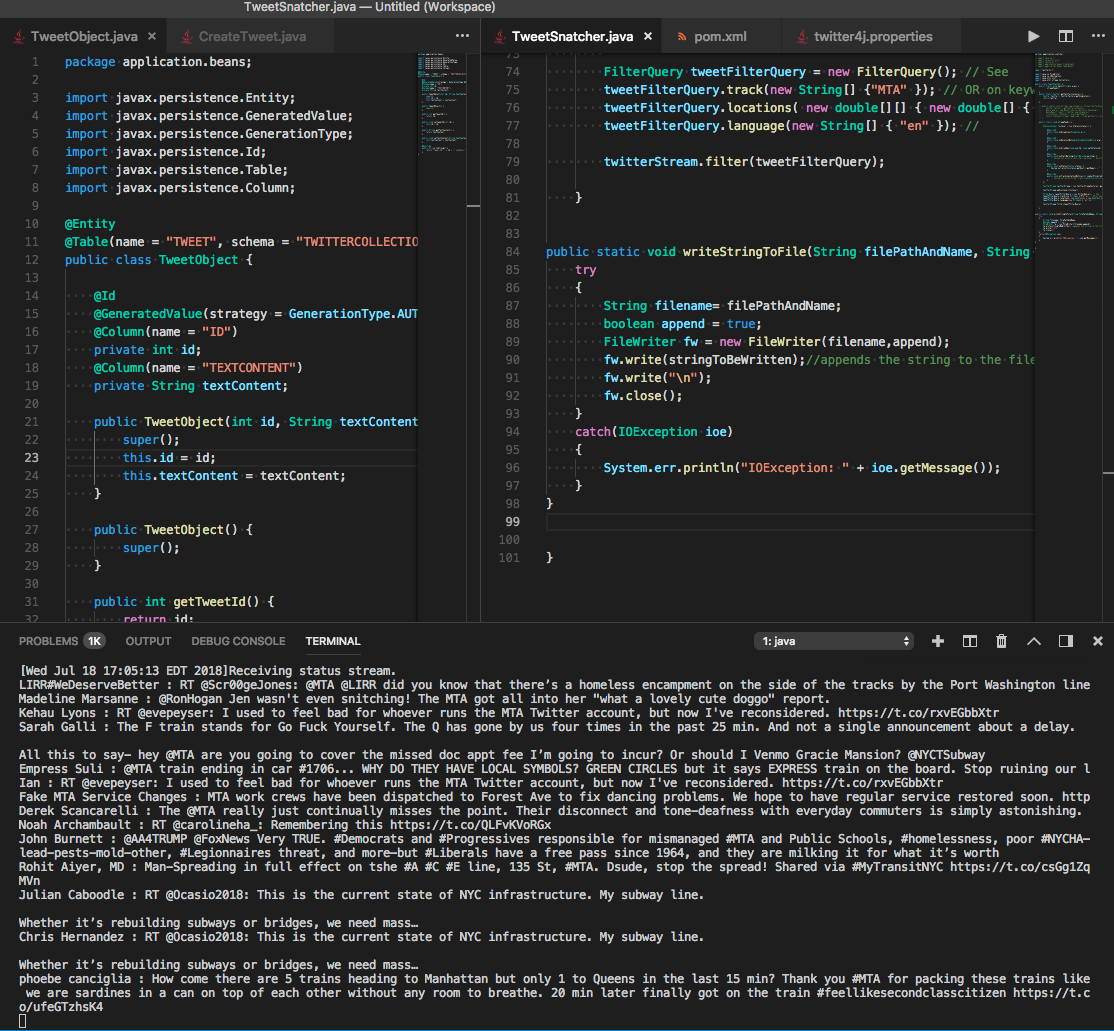 TweetSnatcher.java — Untitled (Workspace)
TweetObject.java ×
CreateTweet.java
1 package application.beans;
2
3 import javax.persistence.Entity;
4 import javax.persistence.GeneratedValue;
5 import javax.persistence.GenerationType;
6 import javax.persistence.Id;
7 import javax.persistence.Table;
8 import javax.persistence.Column;
9
10 @Entity
11 @Table(name = "TWEET", schema = "TWITTERCOLLECTIO
12 public class TweetObject {
13
14 @Id
15 @GeneratedValue(strategy = GenerationType.AUT
16 @Column(name = "ID")
17 private int id;
18 @Column(name = "TEXTCONTENT")
19 private String textContent;
20
21 public TweetObject(int id, String textContent
22 super();
23 this.id = id;
24 this.textContent = textContent;
25 }
26
27 public TweetObject() {
28 super();
29 }
30
31 public int getTweetId() {
32 return id;
TweetSnatcher.java ×
pom.xml
twitter4j.properties
73
74 FilterQuery tweetFilterQuery = new FilterQuery(); // See
75 tweetFilterQuery.track(new String[] {"MTA" }); // OR on keyw
76 tweetFilterQuery.locations( new double[][] { new double[] {
77 tweetFilterQuery.language(new String[] { "en" }); //
78
79 twitterStream.filter(tweetFilterQuery);
80
81 }
82
83
84 public static void writeStringToFile(String filePathAndName, String
85 try
86 {
87 String filename= filePathAndName;
88 boolean append = true;
89 FileWriter fw = new FileWriter(filename,append);
90 fw.write(stringToBeWritten);//appends the string to the file
91 fw.write("\n");
92 fw.close();
93 }
94 catch(IOException ioe)
95 {
96 System.err.println("IOException: " + ioe.getMessage());
97 }
98 }
99
100
101 }
PROBLEMS 1K OUTPUT DEBUG CONSOLE TERMINAL 1: java
[Wed Jul 18 17:05:13 EDT 2018]Receiving status stream.
LIRR#WeDeserveBetter : RT @Scr00geJones: @MTA @LIRR did you know that there's a homeless encampment on the side of the tracks by the Port Washington line
Madeline Marsanne : @RonHogan Jen wasn't even snitching! The MTA got all into her "what a lovely cute doggo" report.
Kehau Lyons : RT @evepeyser: I used to feel bad for whoever runs the MTA Twitter account, but now I've reconsidered. https://t.co/rxvEGbbXtr
Sarah Galli : The F train stands for Go Fuck Yourself. The Q has gone by us four times in the past 25 min. And not a single announcement about a delay.
All this to say— hey @MTA are you going to cover the missed doc appt fee I'm going to incur? Or should I Venmo Gracie Mansion? @NYCTSubway
Empress Suli : @MTA train ending in car #1706... WHY DO THEY HAVE LOCAL SYMBOLS? GREEN CIRCLES but it says EXPRESS train on the board. Stop ruining our l
Ian : RT @evepeyser: I used to feel bad for whoever runs the MTA Twitter account, but now I've reconsidered. https://t.co/rxvEGbbXtr
Fake MTA Service Changes : MTA work crews have been dispatched to Forest Ave to fix dancing problems. We hope to have regular service restored soon. http
Derek Scancarelli : The @MTA really just continually misses the point. Their disconnect and tone-deafness with everyday commuters is simply astonishing.
Noah Archambault : RT @carolineha_: Remembering this https://t.co/QLFvKVoRGx
John Burnett : @AA4TRUMP @FoxNews Very TRUE. #Democrats and #Progressives responsible for mismanaged #MTA and Public Schools, #homelessness, poor #NYCHA—
lead-pests-mold-other, #Legionnaires threat, and more—but #Liberals have a free pass since 1964, and they are milking it for what it's worth
Rohit Aiyer, MD : Man-Spreading in full effect on tshe #A #C #E line, 135 St, #MTA. Dsude, stop the spread! Shared via #MyTransitNYC https://t.co/csGg1Zq
MVn
Julian Caboodle : RT @Ocasio2018: This is the current state of NYC infrastructure. My subway line.
Whether it's rebuilding subways or bridges, we need mass…
Chris Hernandez : RT @Ocasio2018: This is the current state of NYC infrastructure. My subway line.
Whether it's rebuilding subways or bridges, we need mass…
phoebe canciglia : How come there are 5 trains heading to Manhattan but only 1 to Queens in the last 15 min? Thank you #MTA for packing these trains like
we are sardines in a can on top of each other without any room to breathe. 20 min later finally got on the train #feellikesecondclasscitizen https://t.c
o/ufeGTzhsK4